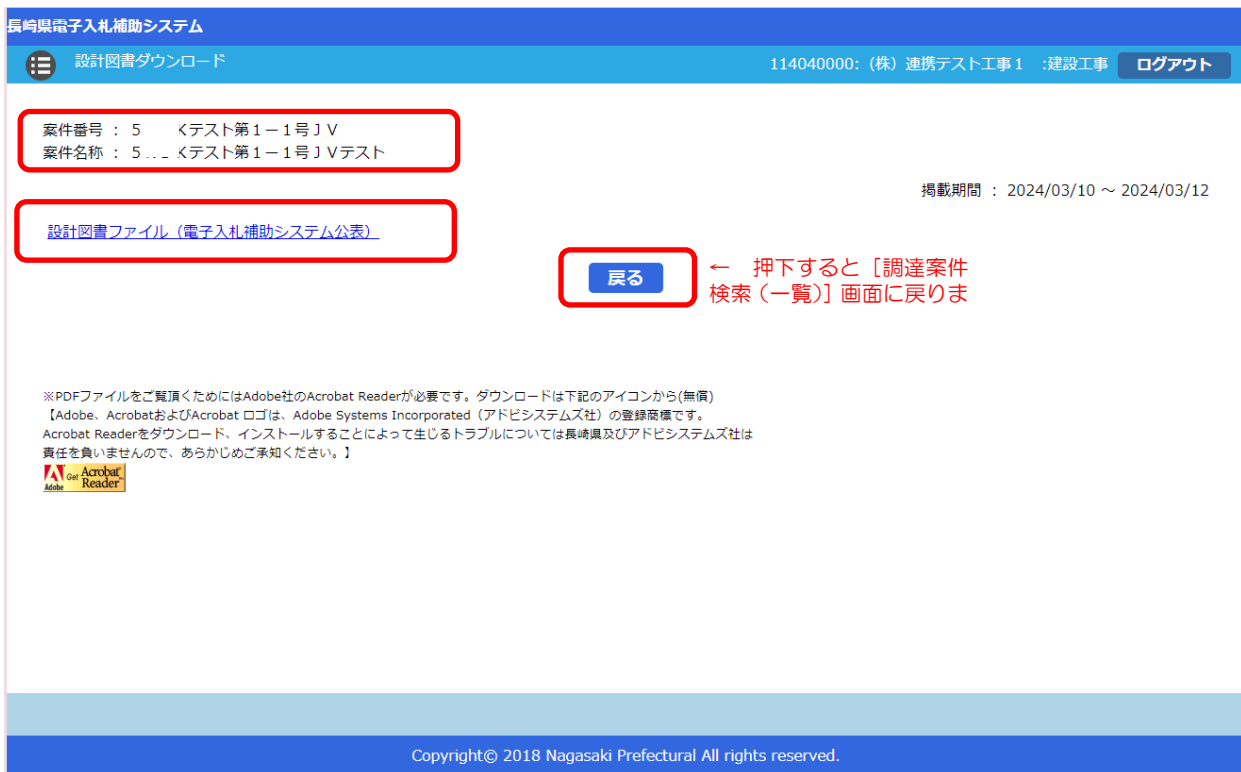 長崎県電子入札補助システム
設計図書ダウンロード
114040000:(株)連携テスト工事1 :建設工事 ログアウト
案件番号 : 5 Kテスト第1-1号JV
案件名称 : 5 Kテスト第1-1号JVテスト
掲載期間 : 2024/03/10 ~ 2024/03/12
設計図書ファイル(電子入札補助システム公表)
戻る
← 押下すると[調達案件
検索(一覧)]画面に戻りま
※PDFファイルをご覧頂くためにはAdobe社のAcrobat Readerが必要です。ダウンロードは下記のアイコンから(無償)
【Adobe、AcrobatおよびAcrobat ロゴは、Adobe Systems Incorporated(アドビシステムズ社)の登録商標です。
Acrobat Readerをダウンロード、インストールすることによって生じるトラブルについては長崎県及びアドビシステムズ社は
責任を負いませんので、あらかじめご承知ください。】
Adobe Get Acrobat Reader
Copyright© 2018 Nagasaki Prefectural All rights reserved.